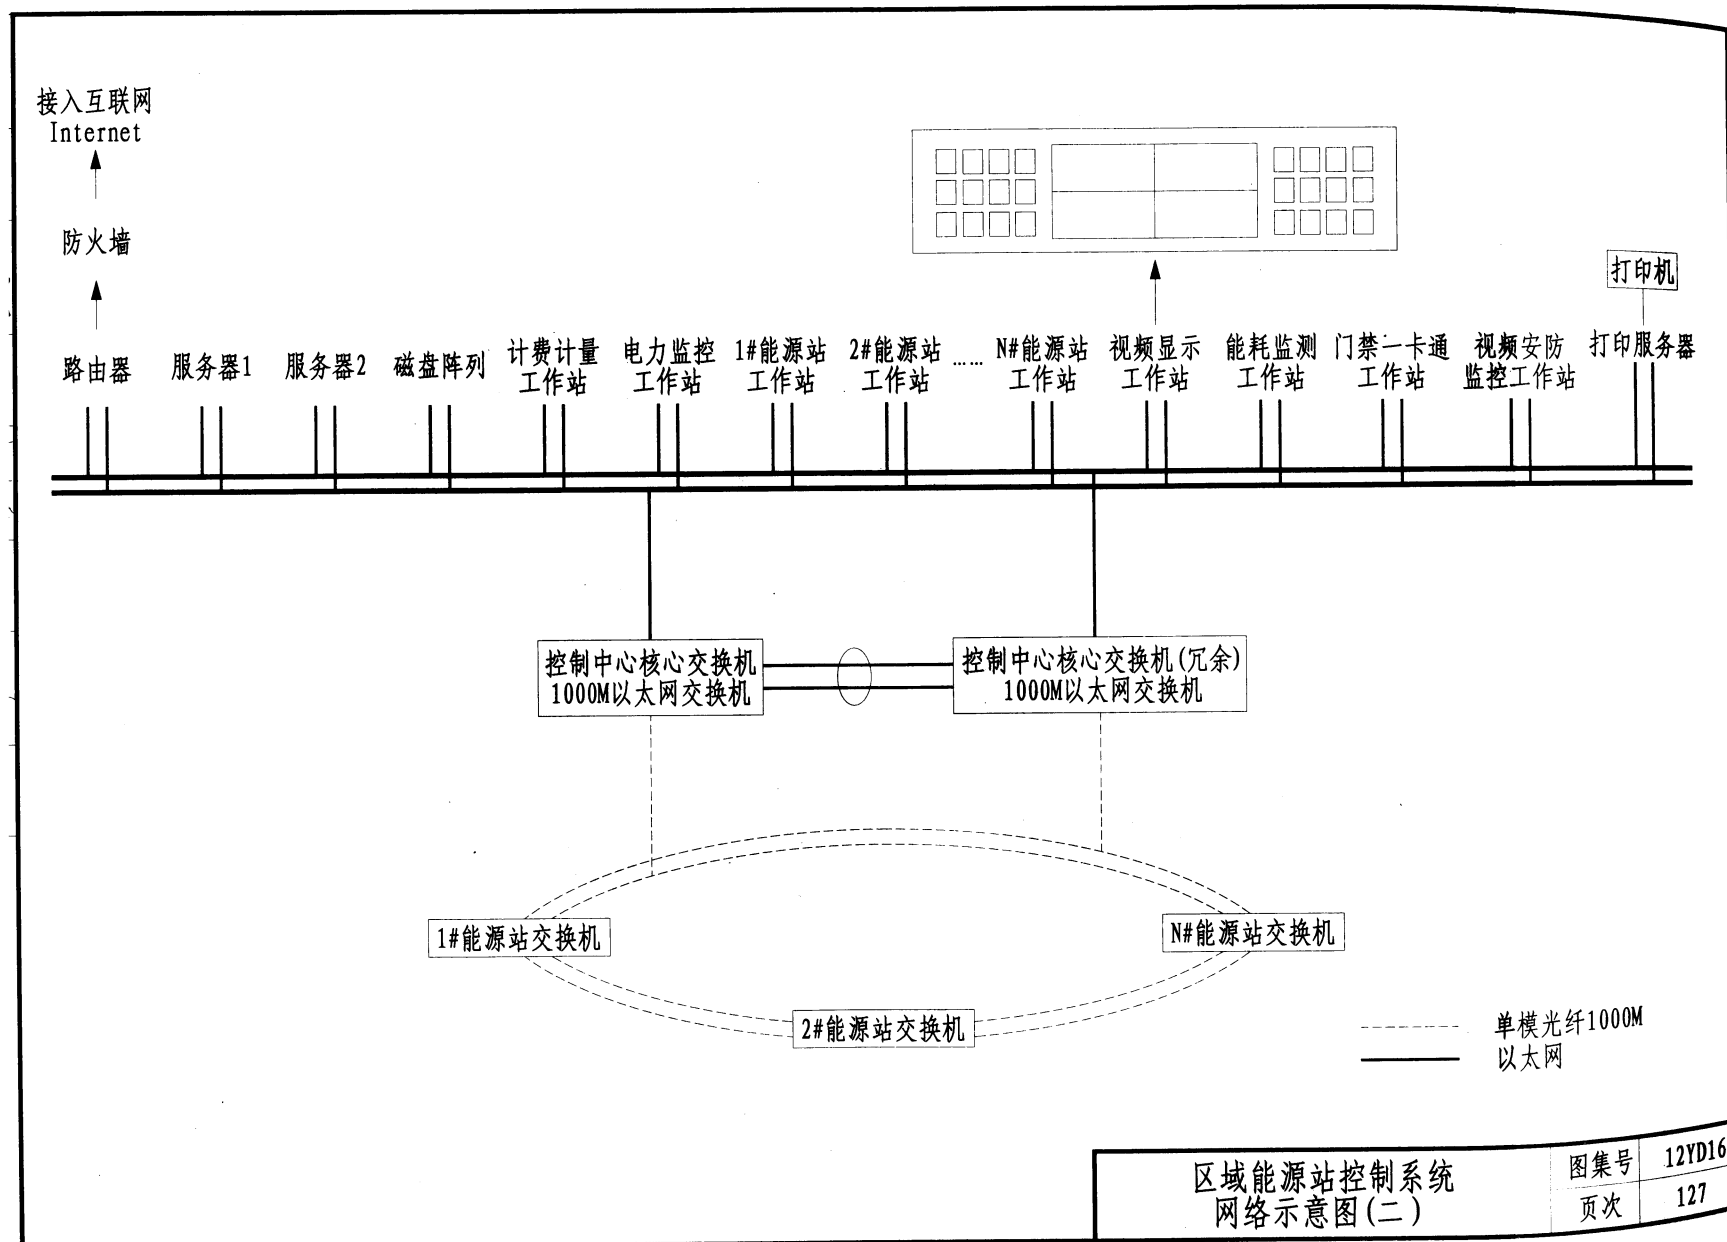 接入互联网
Internet
防火墙
打印机
路由器
服务器1
服务器2
磁盘阵列
计费计量
工作站
电力监控
工作站
1#能源站
工作站
2#能源站
工作站
……
N#能源站
工作站
视频显示
工作站
能耗监测
工作站
门禁一卡通
工作站
视频安防
监控工作站
打印服务器
控制中心核心交换机
1000M以太网交换机
控制中心核心交换机(冗余)
1000M以太网交换机
1#能源站交换机
N#能源站交换机
2#能源站交换机
单模光纤1000M
以太网
区域能源站控制系统
网络示意图(二)
图集号
12YD16
页次
127